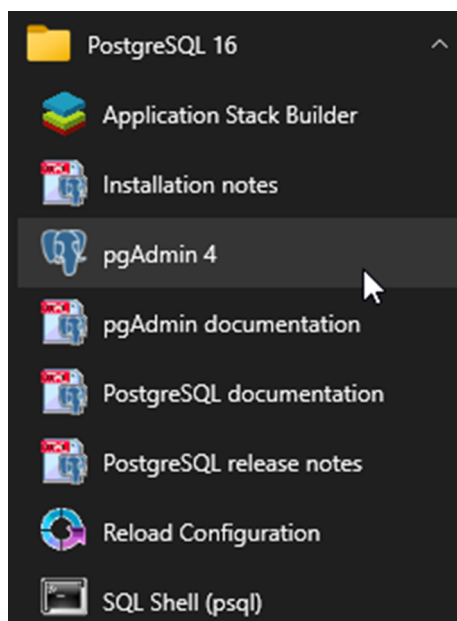 PostgreSQL 16
Application Stack Builder
Installation notes
pgAdmin 4
pgAdmin documentation
PostgreSQL documentation
PostgreSQL release notes
Reload Configuration
SQL Shell (psql)